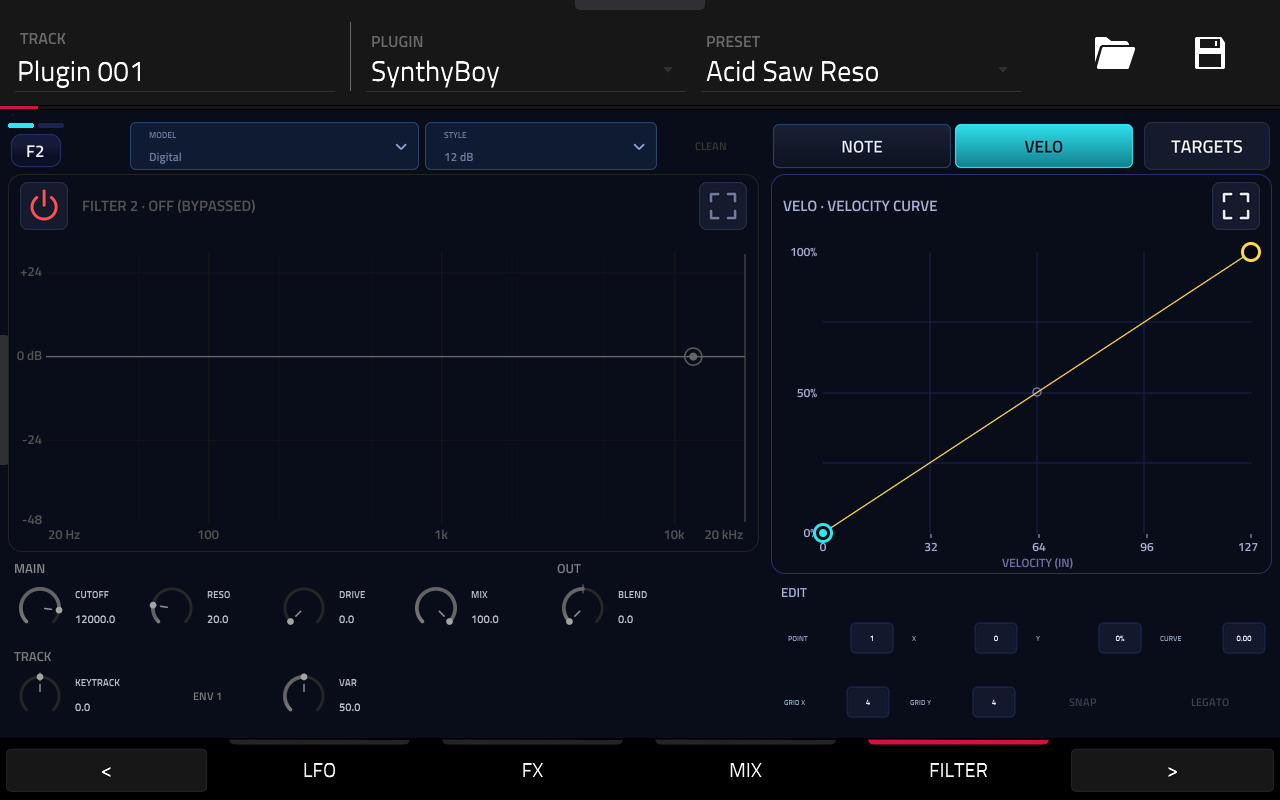 TRACK
Plugin 001
PLUGIN
SynthyBoy
PRESET
Acid Saw Reso
F2
MODEL
Digital
STYLE
12 dB
CLEAN
NOTE
VELO
TARGETS
FILTER 2 · OFF (BYPASSED)
+24
0 dB
-24
-48
20 Hz
100
1k
10k
20 kHz
VELO · VELOCITY CURVE
100%
50%
0%
0
32
64
96
127
VELOCITY (IN)
MAIN
OUT
CUTOFF
12000.0
RESO
20.0
DRIVE
0.0
MIX
100.0
BLEND
0.0
TRACK
KEYTRACK
0.0
ENV 1
VAR
50.0
EDIT
POINT
1
X
0
Y
0%
CURVE
0.00
GRID X
4
GRID Y
4
SNAP
LEGATO
<
LFO
FX
MIX
FILTER
>